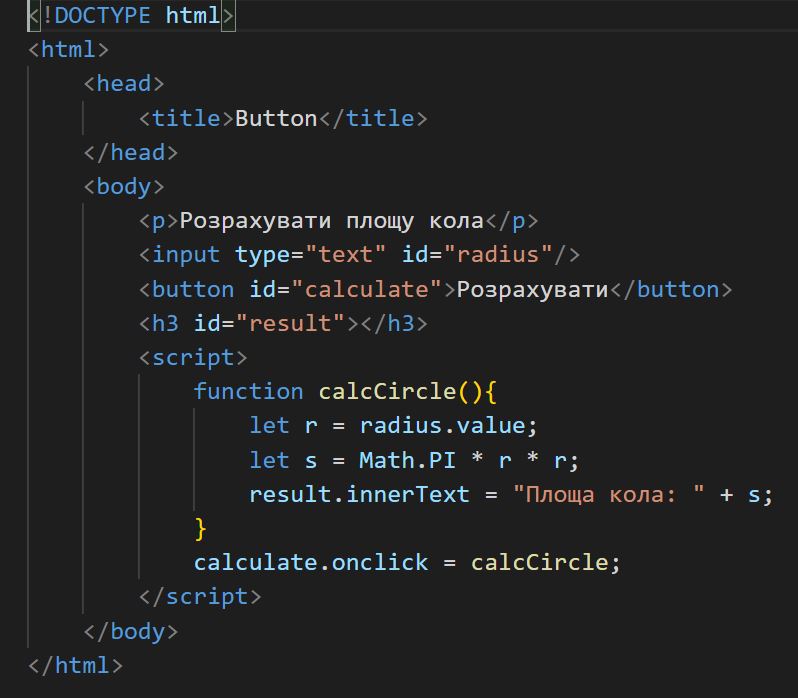 <!DOCTYPE html>
<html>
    <head>
        <title>Button</title>
    </head>
    <body>
        <p>Розрахувати площу кола</p>
        <input type="text" id="radius"/>
        <button id="calculate">Розрахувати</button>
        <h3 id="result"></h3>
        <script>
            function calcCircle(){
                let r = radius.value;
                let s = Math.PI * r * r;
                result.innerText = "Площа кола: " + s;
            }
            calculate.onclick = calcCircle;
        </script>
    </body>
</html>